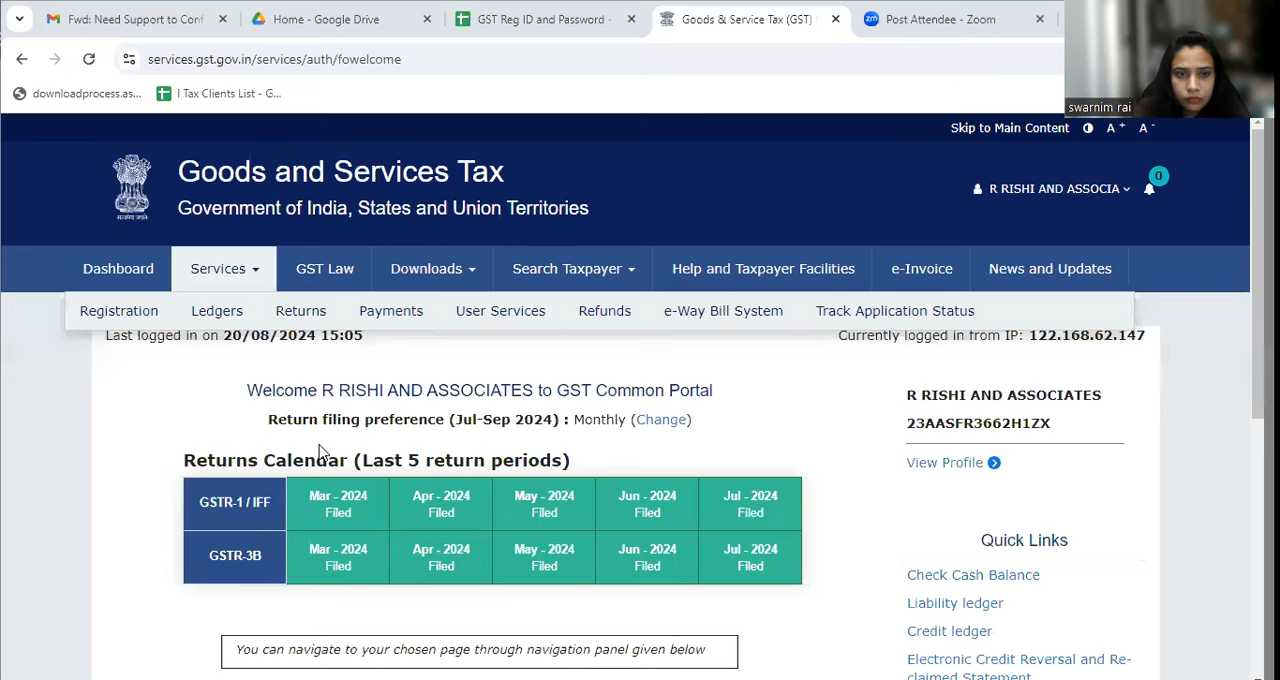 Fwd: Need Support to Conf
Home - Google Drive
GST Reg ID and Password -
Goods & Service Tax (GST)
Post Attendee - Zoom
services.gst.gov.in/services/auth/fowelcome
downloadprocess.as...
I Tax Clients List - G...
swarnim rai
Skip to Main Content
A +
A -
Goods and Services Tax
Government of India, States and Union Territories
R RISHI AND ASSOCIA
0
Dashboard
Services
GST Law
Downloads
Search Taxpayer
Help and Taxpayer Facilities
e-Invoice
News and Updates
Registration
Ledgers
Returns
Payments
User Services
Refunds
e-Way Bill System
Track Application Status
Last logged in on 20/08/2024 15:05
Currently logged in from IP: 122.168.62.147
Welcome R RISHI AND ASSOCIATES to GST Common Portal
Return filing preference (Jul-Sep 2024) : Monthly (Change)
Returns Calendar (Last 5 return periods)
GSTR-1 / IFF
Mar - 2024
Filed
Apr - 2024
Filed
May - 2024
Filed
Jun - 2024
Filed
Jul - 2024
Filed
GSTR-3B
Mar - 2024
Filed
Apr - 2024
Filed
May - 2024
Filed
Jun - 2024
Filed
Jul - 2024
Filed
You can navigate to your chosen page through navigation panel given below
R RISHI AND ASSOCIATES
23AASFR3662H1ZX
View Profile
Quick Links
Check Cash Balance
Liability ledger
Credit ledger
Electronic Credit Reversal and Re-
claimed Statement